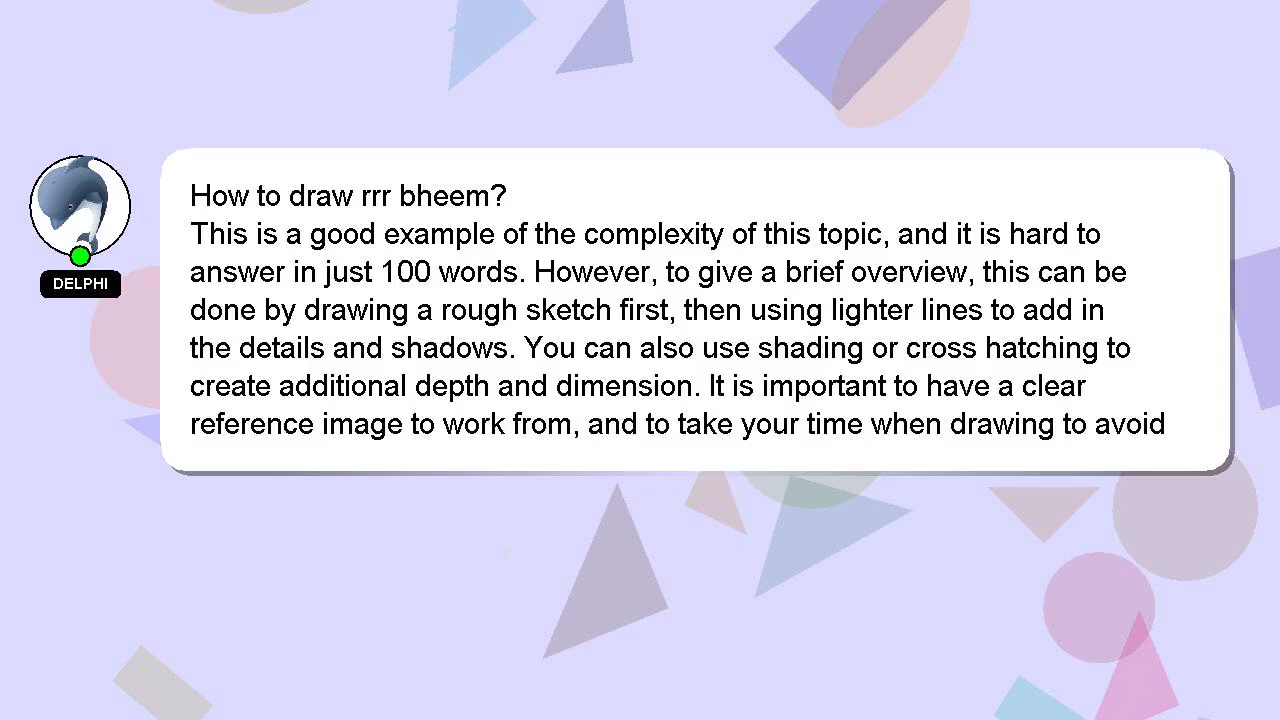 How to draw rrr bheem?
This is a good example of the complexity of this topic, and it is hard to
answer in just 100 words. However, to give a brief overview, this can be
done by drawing a rough sketch first, then using lighter lines to add in
the details and shadows. You can also use shading or cross hatching to
create additional depth and dimension. It is important to have a clear
reference image to work from, and to take your time when drawing to avoid
DELPHI